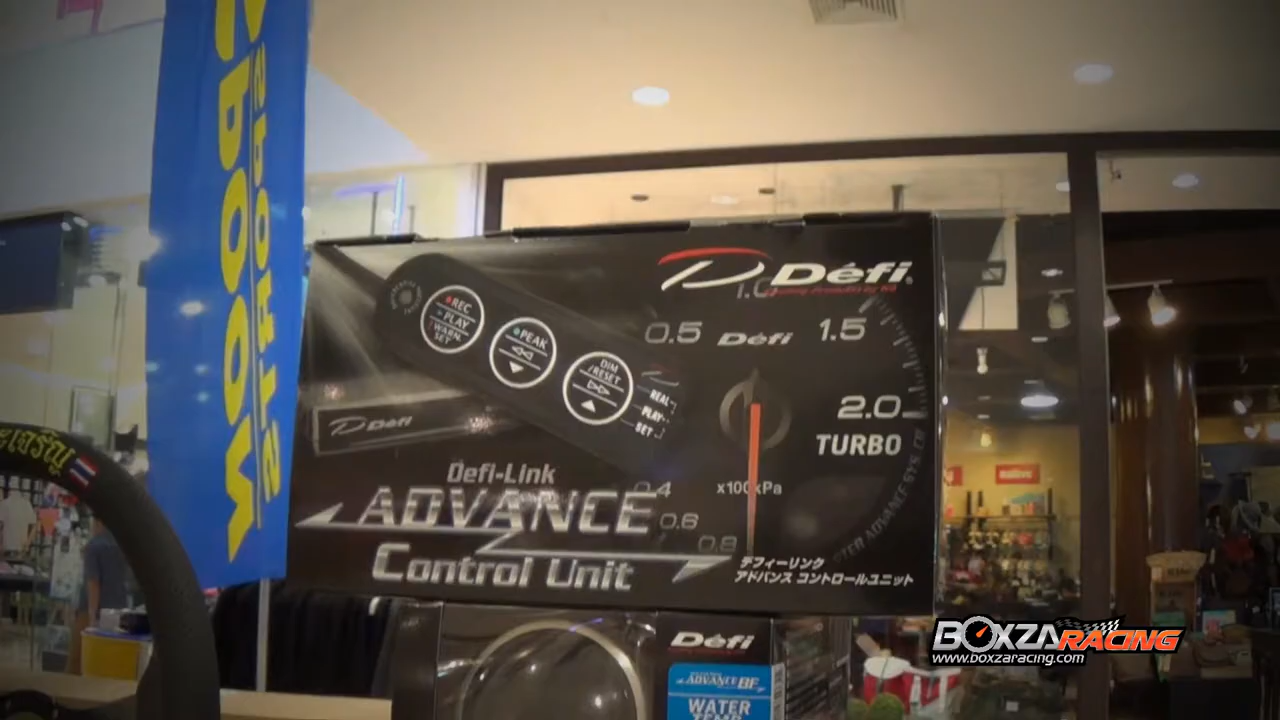 Défi
0.5
Défi
1.5
2.0
TURBO
x100kPa
0.4
0.6
0.8
REC
PLAY
WARN.
SET
PEAK
DIM
/RESET
REAL
PLAY
SET
Défi
Defi-Link
ADVANCE
Control Unit
デフィーリンク
アドバンス コントロールユニット
Défi
ADVANCE BF
WATER
TEMP
BOXZARACING
www.boxzaracing.com